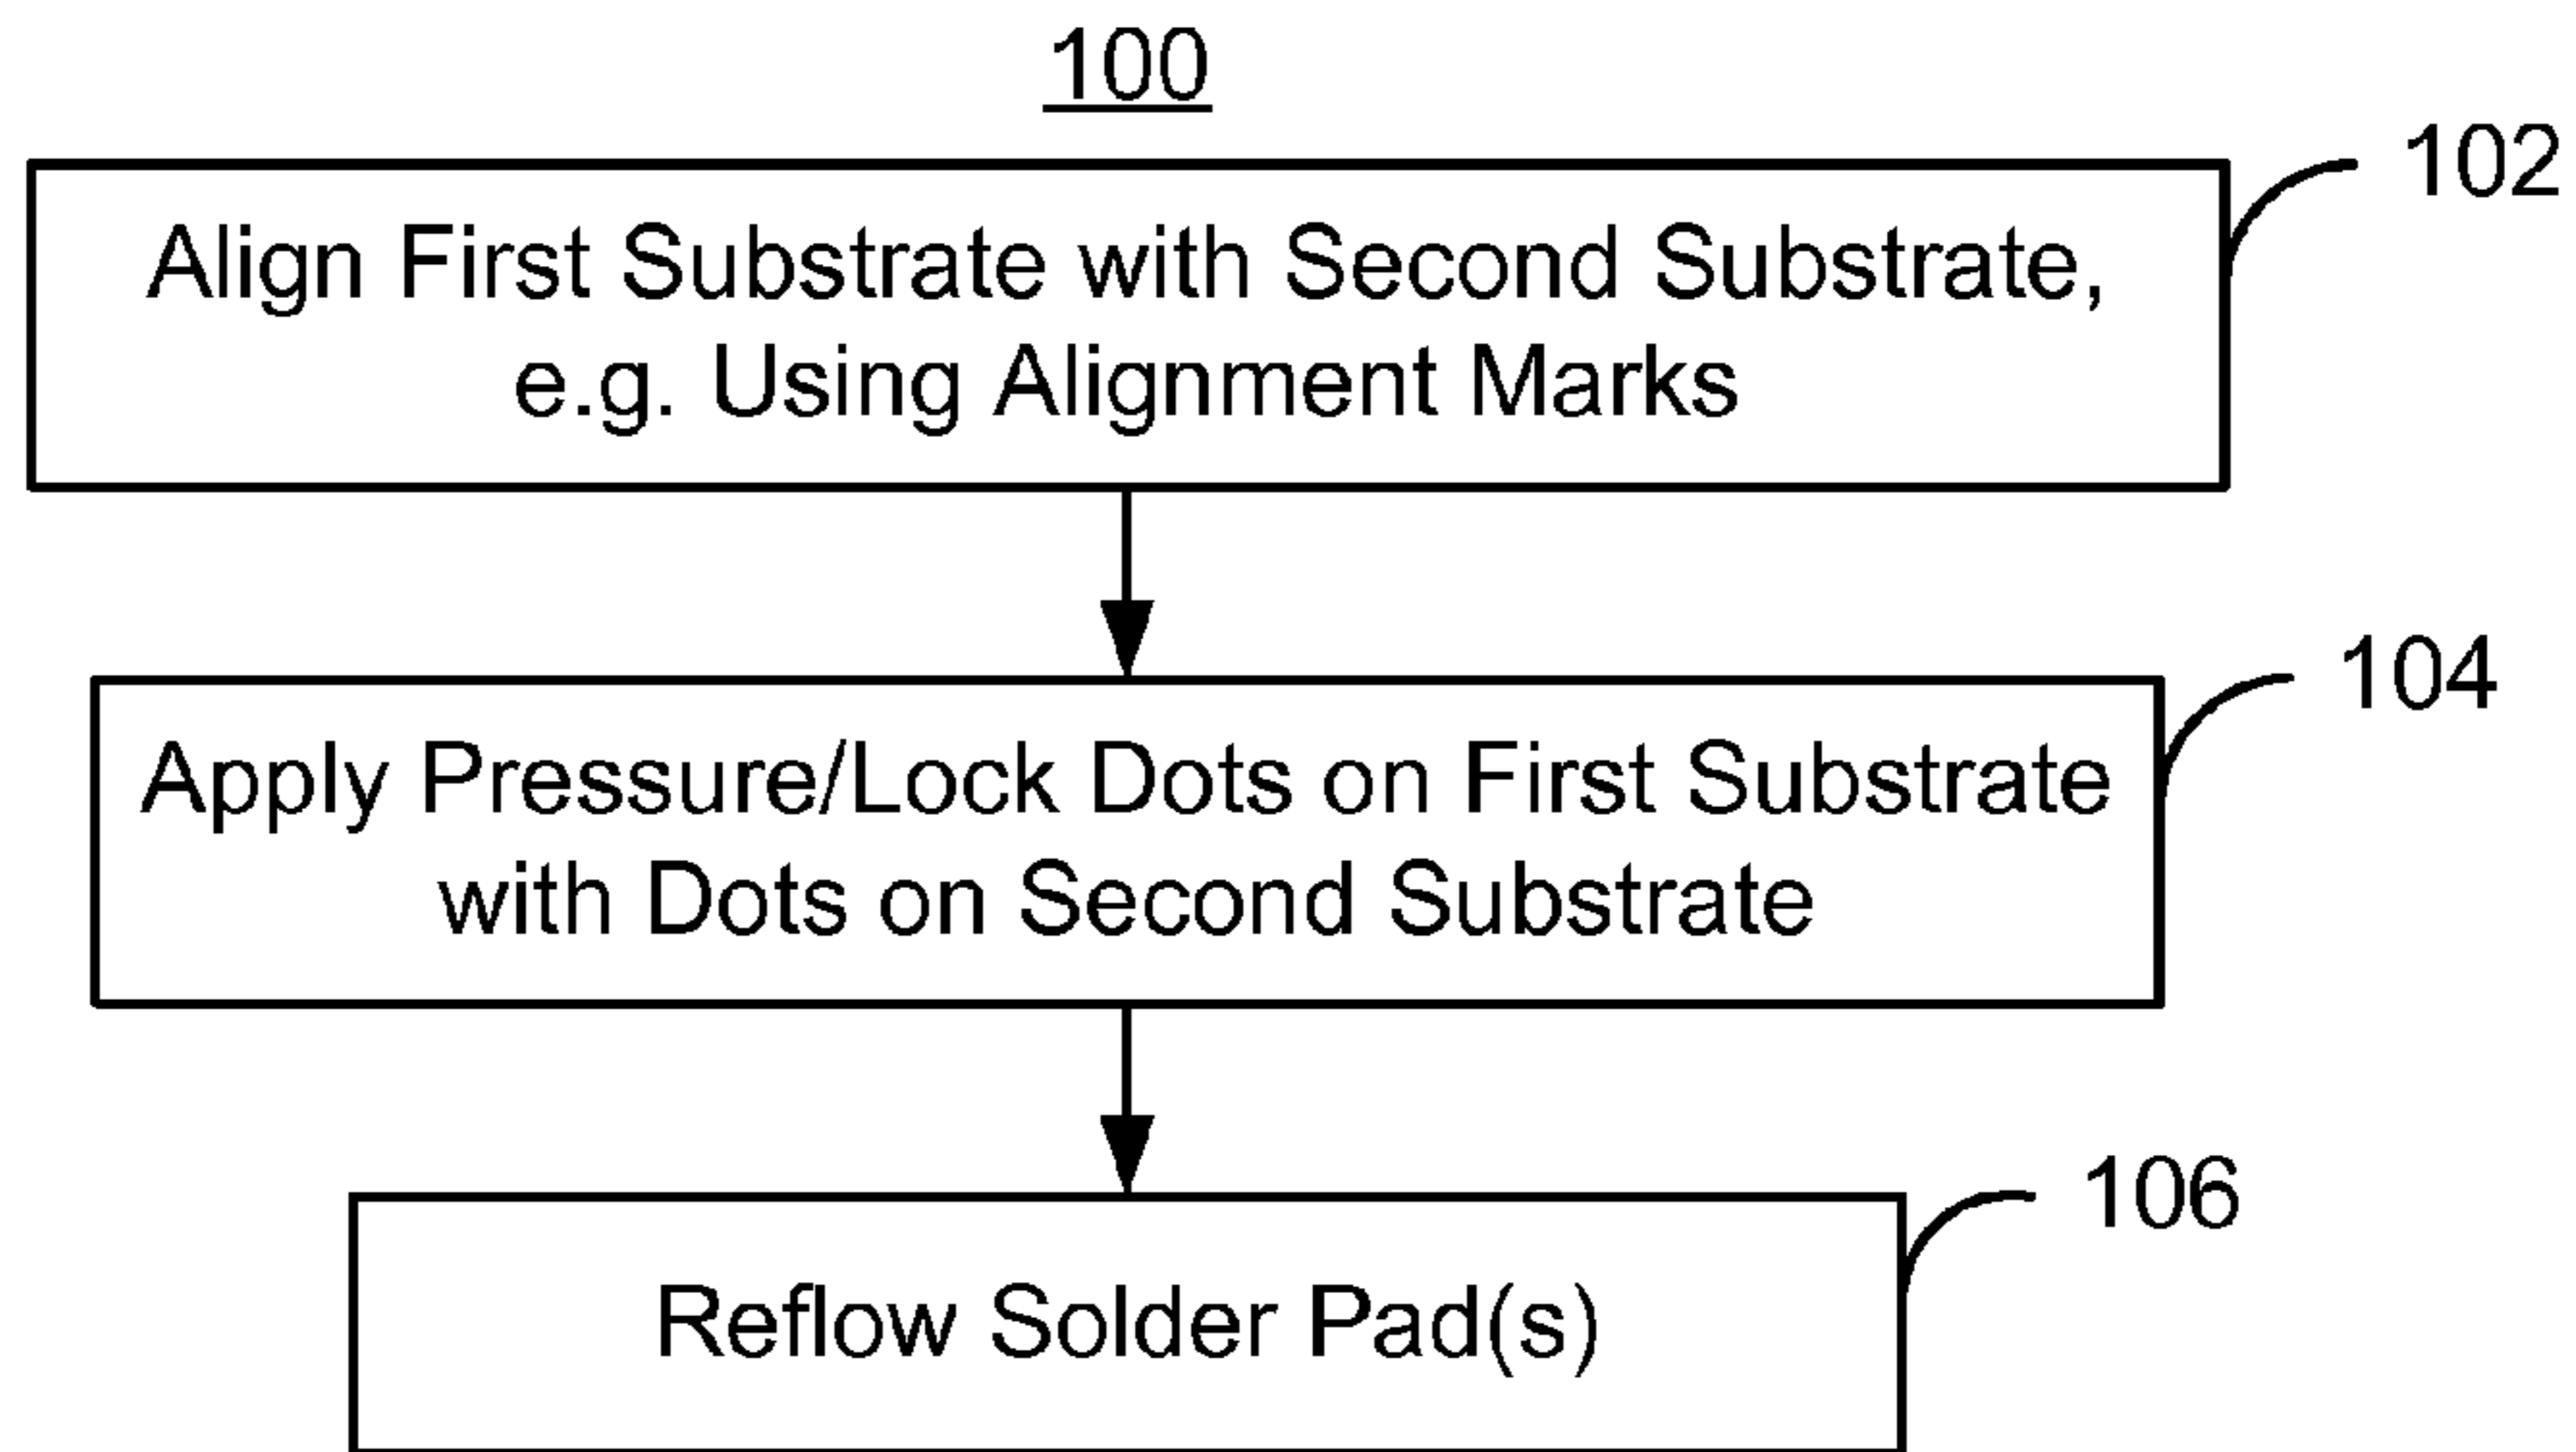 100
102
Align First Substrate with Second Substrate,
e.g. Using Alignment Marks
104
Apply Pressure/Lock Dots on First Substrate
with Dots on Second Substrate
106
Reflow Solder Pad(s)